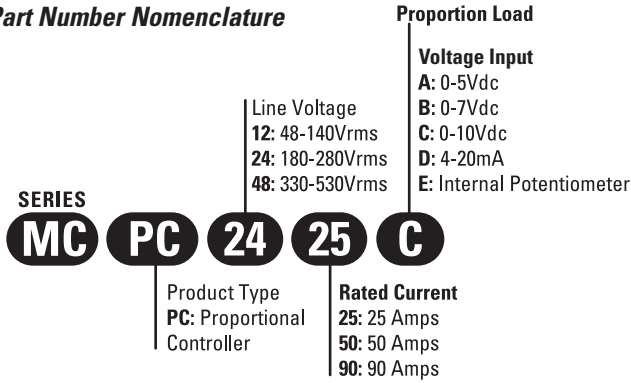 Part Number Nomenclature
Proportion Load
Voltage Input
A: 0-5Vdc
B: 0-7Vdc
C: 0-10Vdc
D: 4-20mA
E: Internal Potentiometer
Line Voltage
12: 48-140Vrms
24: 180-280Vrms
48: 330-530Vrms
SERIES
MC PC 24 25 C
Product Type
PC: Proportional
Controller
Rated Current
25: 25 Amps
50: 50 Amps
90: 90 Amps